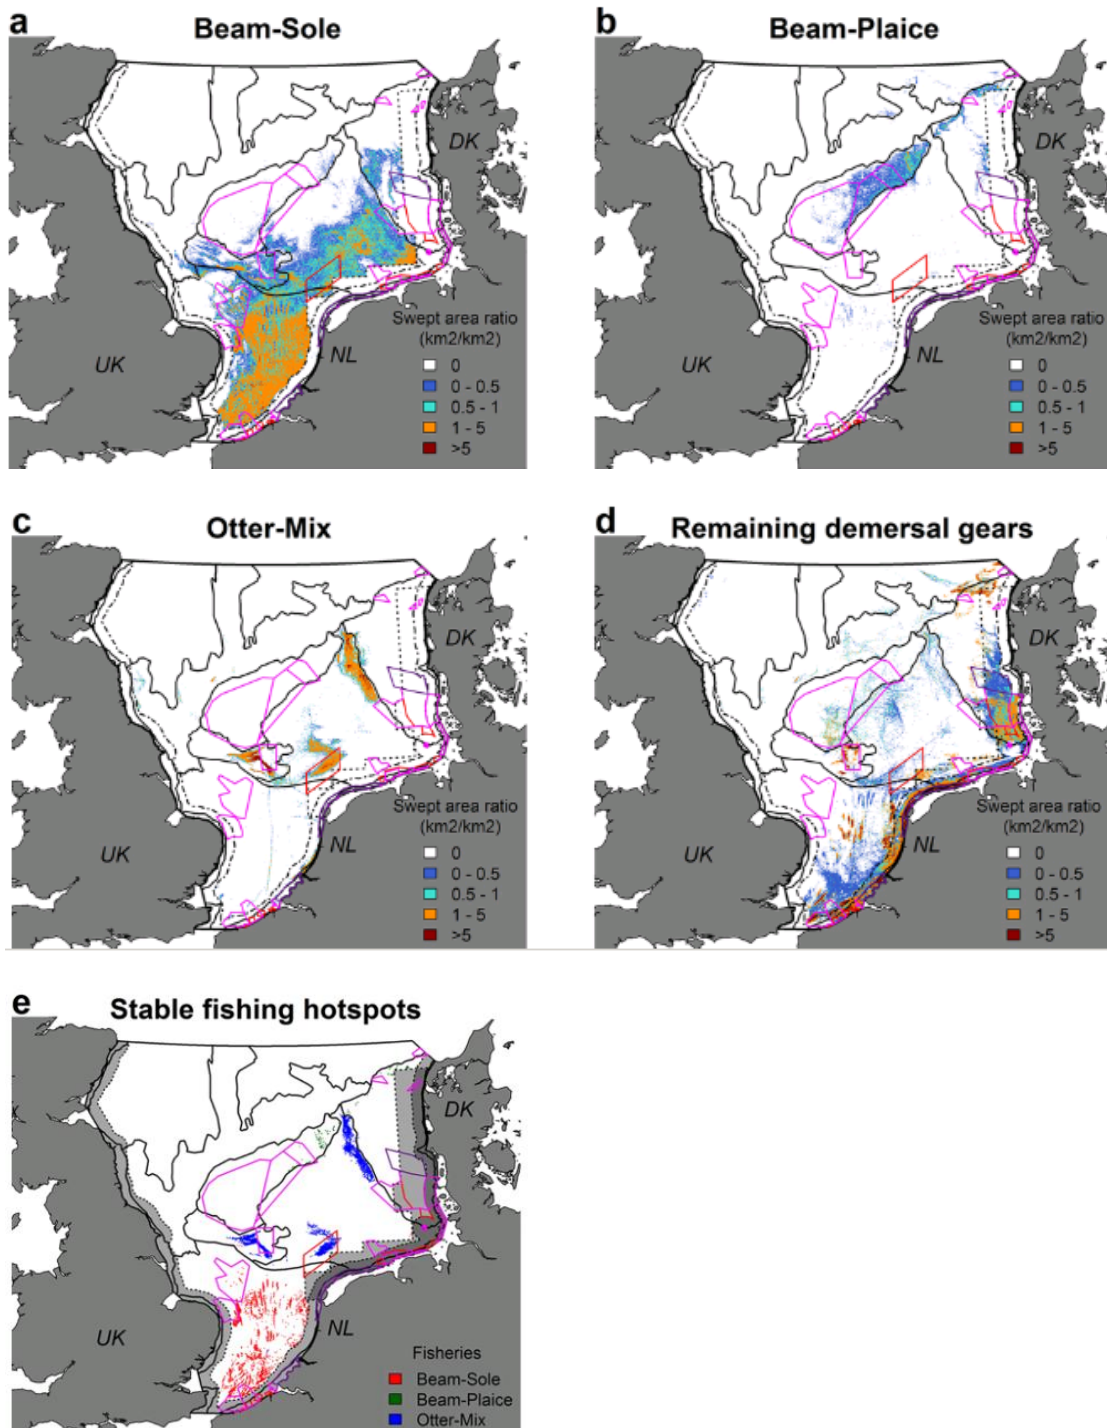 a
Beam-Sole
DK
UK
NL
Swept area ratio
(km2/km2)
0
0 - 0.5
0.5 - 1
1 - 5
>5
b
Beam-Plaice
DK
UK
NL
Swept area ratio
(km2/km2)
0
0 - 0.5
0.5 - 1
1 - 5
>5
c
Otter-Mix
DK
UK
NL
Swept area ratio
(km2/km2)
0
0 - 0.5
0.5 - 1
1 - 5
>5
d
Remaining demersal gears
DK
UK
NL
Swept area ratio
(km2/km2)
0
0 - 0.5
0.5 - 1
1 - 5
>5
e
Stable fishing hotspots
DK
UK
NL
Fisheries
Beam-Sole
Beam-Plaice
Otter-Mix